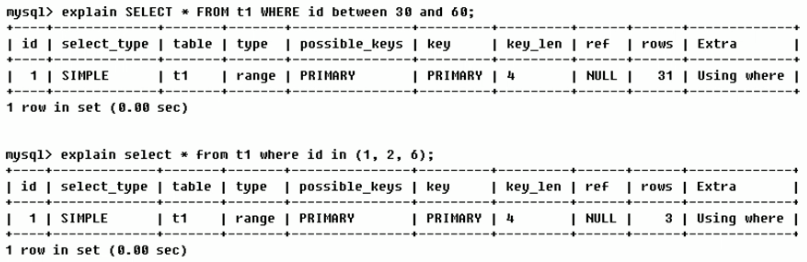 mysql> explain SELECT * FROM t1 WHERE id between 30 and 60;
+----+-------------+-------+-------+---------------+---------+---------+------+------+-------------+
| id | select_type | table | type | possible_keys | key | key_len | ref | rows | Extra |
+----+-------------+-------+-------+---------------+---------+---------+------+------+-------------+
| 1 | SIMPLE | t1 | range | PRIMARY | PRIMARY | 4 | NULL | 31 | Using where |
+----+-------------+-------+-------+---------------+---------+---------+------+------+-------------+
1 row in set (0.00 sec)
mysql> explain select * from t1 where id in (1, 2, 6);
+----+-------------+-------+-------+---------------+---------+---------+------+------+-------------+
| id | select_type | table | type | possible_keys | key | key_len | ref | rows | Extra |
+----+-------------+-------+-------+---------------+---------+---------+------+------+-------------+
| 1 | SIMPLE | t1 | range | PRIMARY | PRIMARY | 4 | NULL | 3 | Using where |
+----+-------------+-------+-------+---------------+---------+---------+------+------+-------------+
1 row in set (0.00 sec)